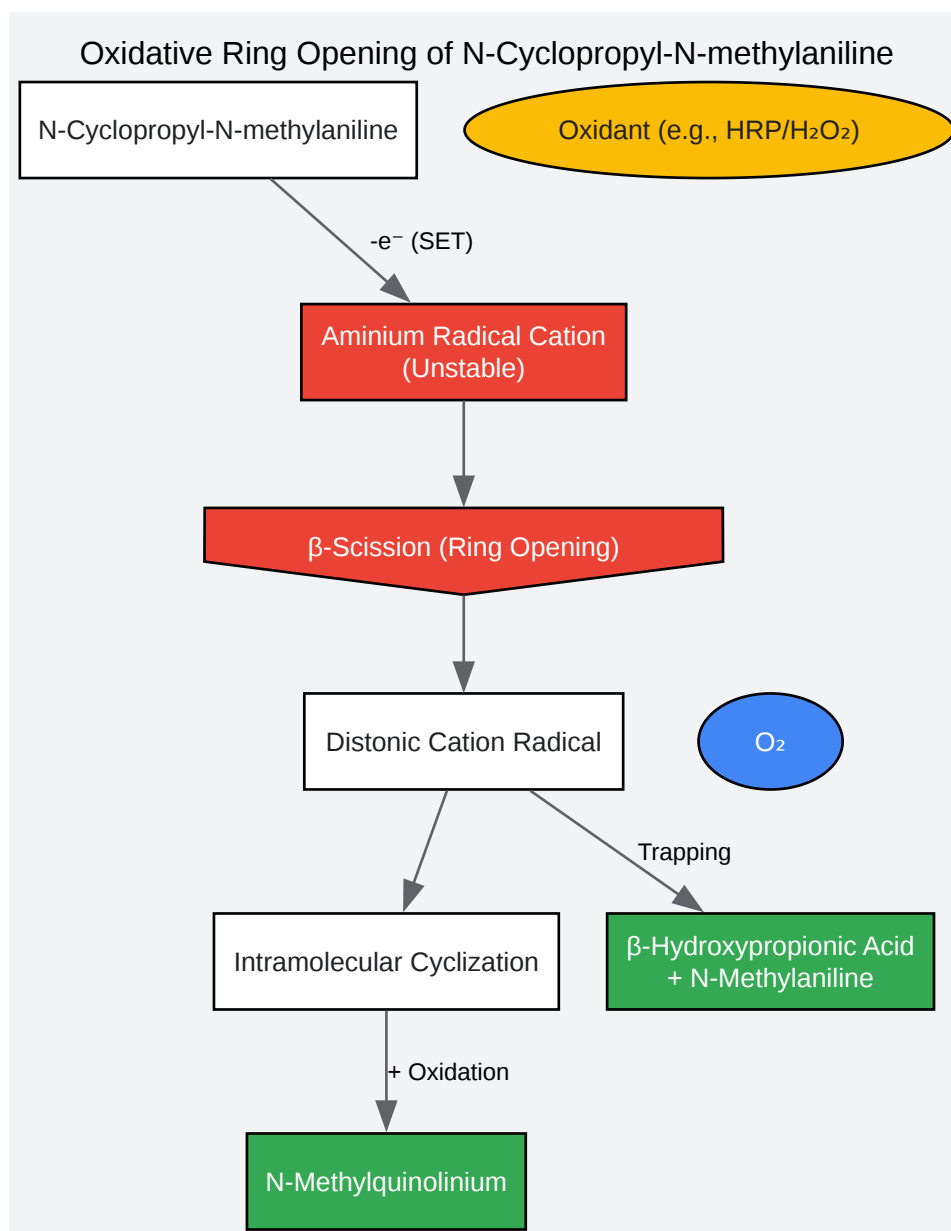 Oxidative Ring Opening of N-Cyclopropyl-N-methylaniline
N-Cyclopropyl-N-methylaniline
Oxidant (e.g., HRP/H₂O₂)
-e⁻ (SET)
Aminium Radical Cation
(Unstable)
β-Scission (Ring Opening)
Distonic Cation Radical
O₂
Trapping
Intramolecular Cyclization
β-Hydroxypropionic Acid
+ N-Methylaniline
+ Oxidation
N-Methylquinolinium